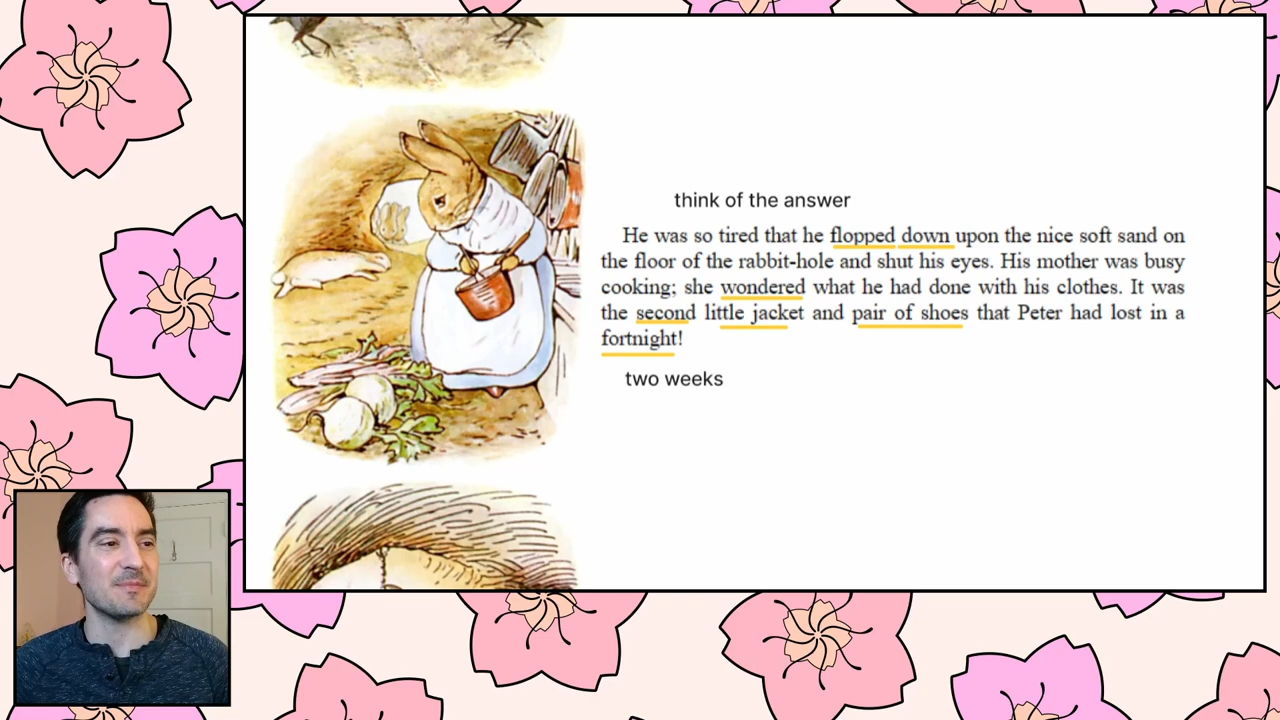 think of the answer
He was so tired that he flopped down upon the nice soft sand on
the floor of the rabbit-hole and shut his eyes. His mother was busy
cooking; she wondered what he had done with his clothes. It was
the second little jacket and pair of shoes that Peter had lost in a
fortnight!
two weeks